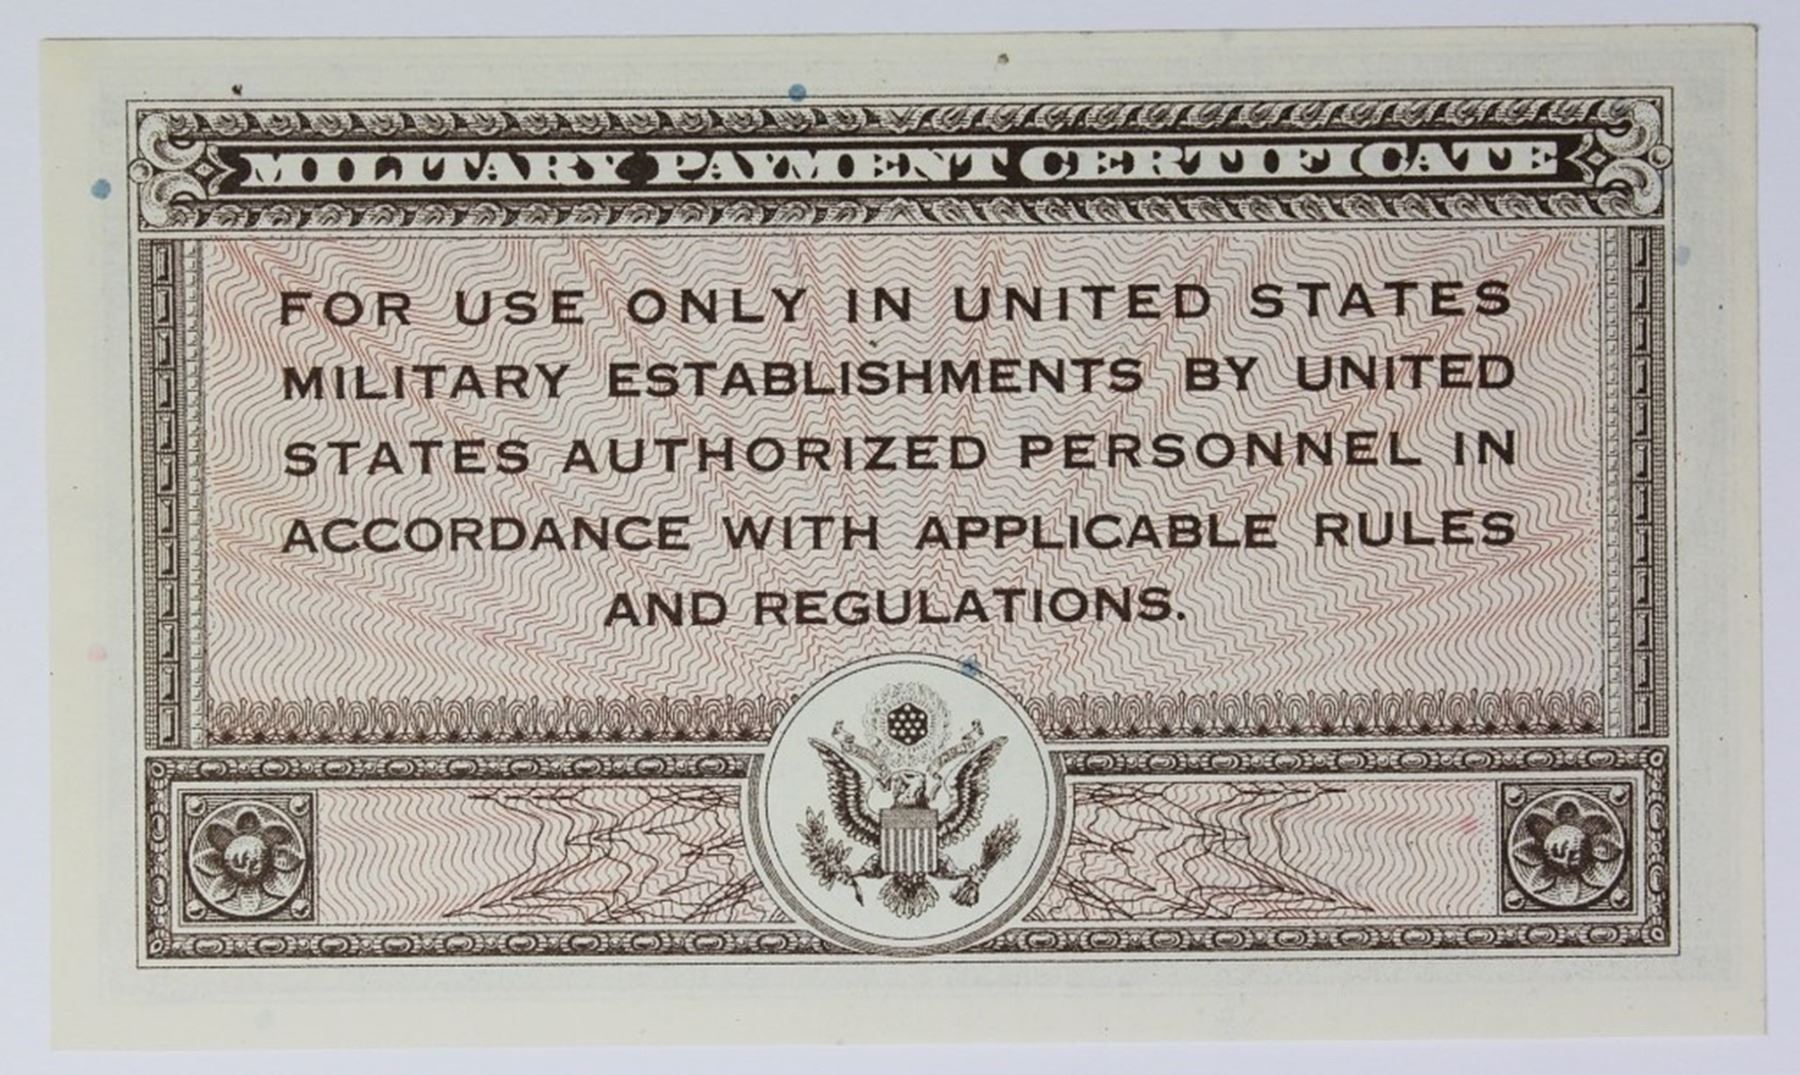 MILITARY PAYMENT CERTIFICATE
FOR USE ONLY IN UNITED STATES
MILITARY ESTABLISHMENTS BY UNITED
STATES AUTHORIZED PERSONNEL IN
ACCORDANCE WITH APPLICABLE RULES
AND REGULATIONS.